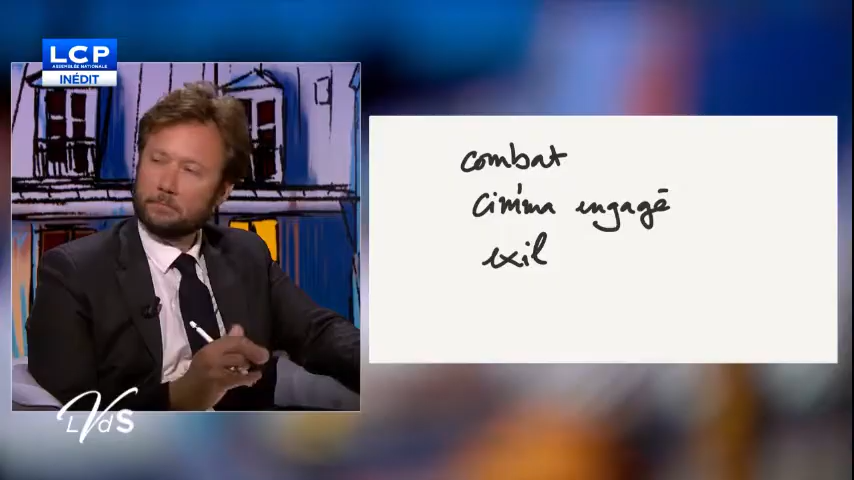 LCP
ASSEMBLÉE NATIONALE
INÉDIT
combat
cinéma engagé
exil
LVdS